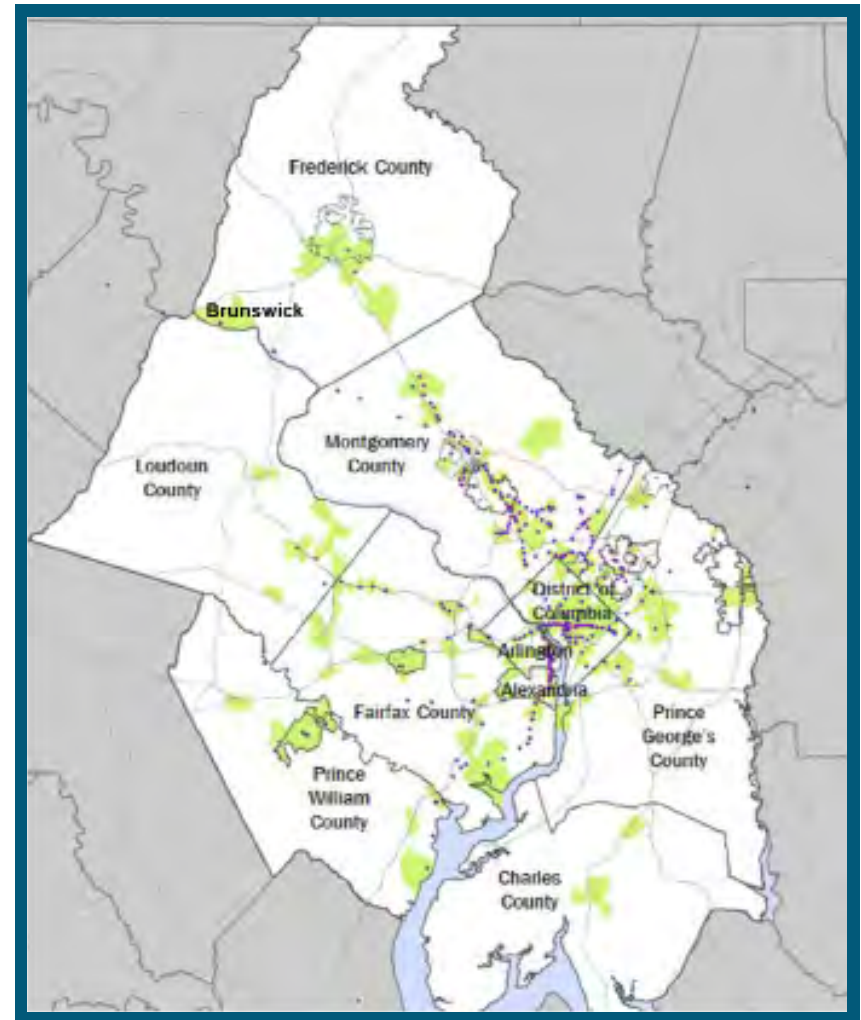 Frederick County
Brunswick
Montgomery
County
Loudoun
County
District of
Columbia
Arlington
Alexandria
Fairfax County
Prince
George's
County
Prince
William
County
Charles
County